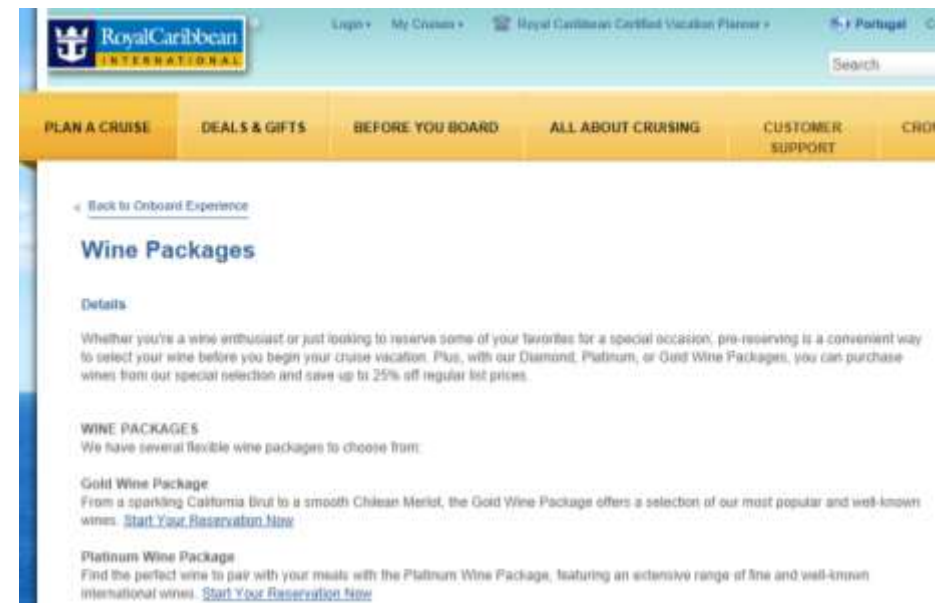 RoyalCaribbean
INTERNATIONAL
Login
My Cruises
Royal Caribbean Certified Vacation Planner
Portugal
Search
PLAN A CRUISE
DEALS & GIFTS
BEFORE YOU BOARD
ALL ABOUT CRUISING
CUSTOMER
SUPPORT
Back to Onboard Experience
Wine Packages
Details
Whether you're a wine enthusiast or just looking to reserve some of your favorites for a special occasion, pre-reserving is a convenient way
to select your wine before you begin your cruise vacation. Plus, with our Diamond, Platinum, or Gold Wine Packages, you can purchase
wines from our special selection and save up to 25% off regular list prices.
WINE PACKAGES
We have several flexible wine packages to choose from:
Gold Wine Package
From a sparkling California Brut to a smooth Chilean Merlot, the Gold Wine Package offers a selection of our most popular and well-known
wines. Start Your Reservation Now
Platinum Wine Package
Find the perfect wine to pair with your meals with the Platinum Wine Package, featuring an extensive range of fine and well-known
international wines. Start Your Reservation Now